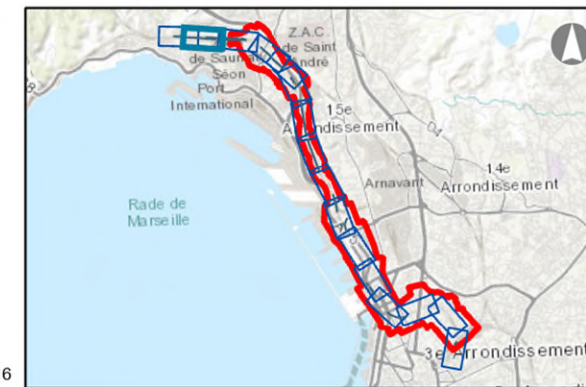 Z.A.C.
de Saint
André
de Saum
Séon
Port
International
15e
Arrondissement
D4
14e
Arrondissement
Arnavant
Rade de
Marseille
3e Arrondissement
6